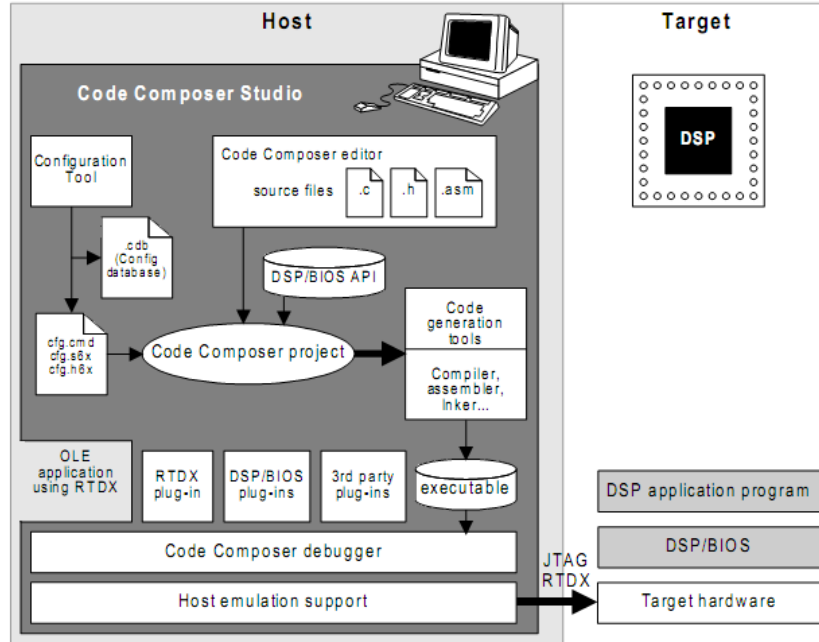 Host
Target
Code Composer Studio
Configuration
Tool
Code Composer editor
source files
.c
.h
.asm
DSP
.cdb
(Config
database)
DSP/BIOS API
Code
generation
tools
cfg.cmd
cfg.s6x
cfg.h6x
Code Composer project
Compiler,
assembler,
lnker...
OLE
application
using RTDX
RTDX
plug-in
DSP/BIOS
plug-ins
3rd party
plug-ins
executable
DSP application program
Code Composer debugger
DSP/BIOS
JTAG
RTDX
Host emulation support
Target hardware